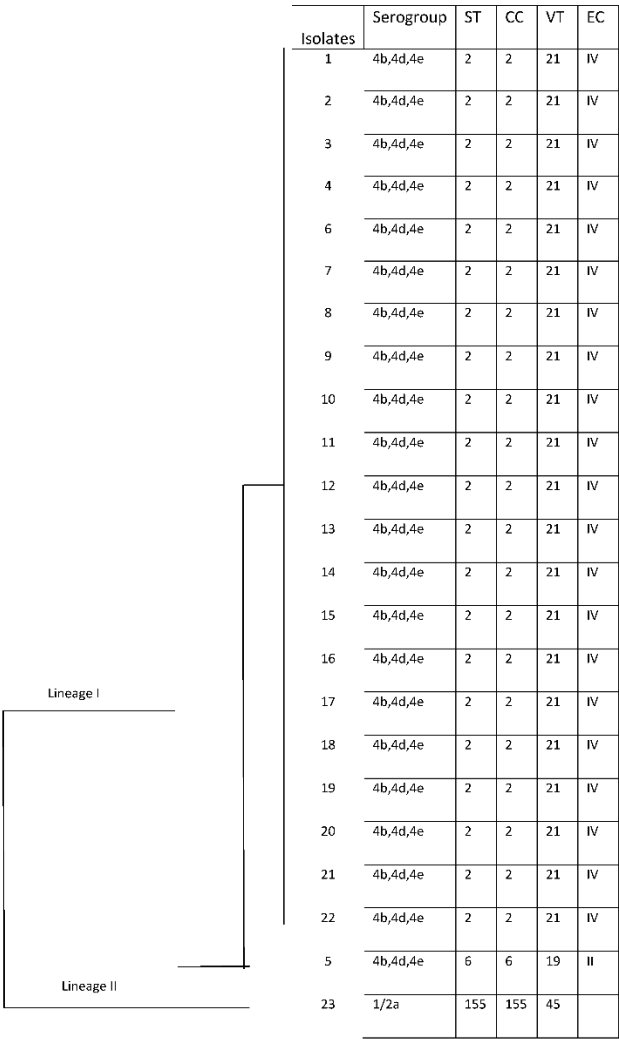 Isolates Serogroup ST CC VT EC
1 4b,4d,4e 2 2 21 IV
2 4b,4d,4e 2 2 21 IV
3 4b,4d,4e 2 2 21 IV
4 4b,4d,4e 2 2 21 IV
6 4b,4d,4e 2 2 21 IV
7 4b,4d,4e 2 2 21 IV
8 4b,4d,4e 2 2 21 IV
9 4b,4d,4e 2 2 21 IV
10 4b,4d,4e 2 2 21 IV
11 4b,4d,4e 2 2 21 IV
12 4b,4d,4e 2 2 21 IV
13 4b,4d,4e 2 2 21 IV
14 4b,4d,4e 2 2 21 IV
15 4b,4d,4e 2 2 21 IV
16 4b,4d,4e 2 2 21 IV
Lineage I
17 4b,4d,4e 2 2 21 IV
18 4b,4d,4e 2 2 21 IV
19 4b,4d,4e 2 2 21 IV
20 4b,4d,4e 2 2 21 IV
21 4b,4d,4e 2 2 21 IV
22 4b,4d,4e 2 2 21 IV
5 4b,4d,4e 6 6 19 II
Lineage II
23 1/2a 155 155 45